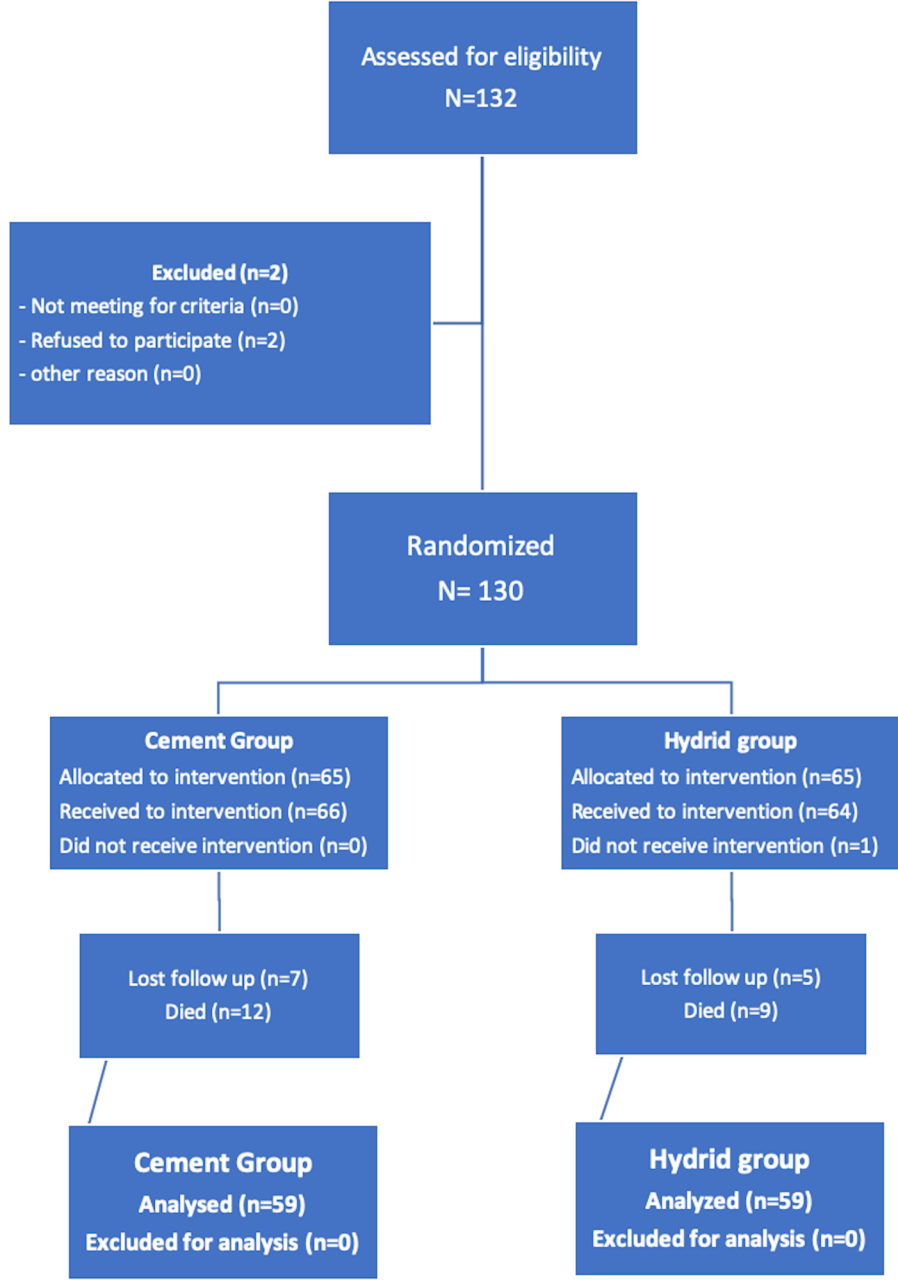 Assessed for eligibility
N=132
Excluded (n=2)
- Not meeting for criteria (n=0)
- Refused to participate (n=2)
- other reason (n=0)
Randomized
N= 130
Cement Group
Allocated to intervention (n=65)
Received to intervention (n=66)
Did not receive intervention (n=0)
Hydrid group
Allocated to intervention (n=65)
Received to intervention (n=64)
Did not receive intervention (n=1)
Lost follow up (n=7)
Died (n=12)
Lost follow up (n=5)
Died (n=9)
Cement Group
Analysed (n=59)
Excluded for analysis (n=0)
Hydrid group
Analyzed (n=59)
Excluded for analysis (n=0)